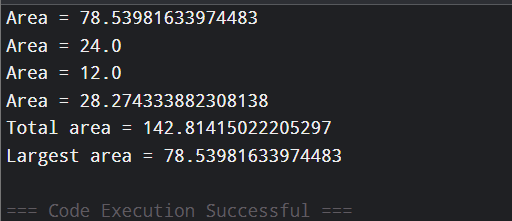 Area = 78.53981633974483
Area = 24.0
Area = 12.0
Area = 28.274333882308138
Total area = 142.81415022205297
Largest area = 78.53981633974483
=== Code Execution Successful ===